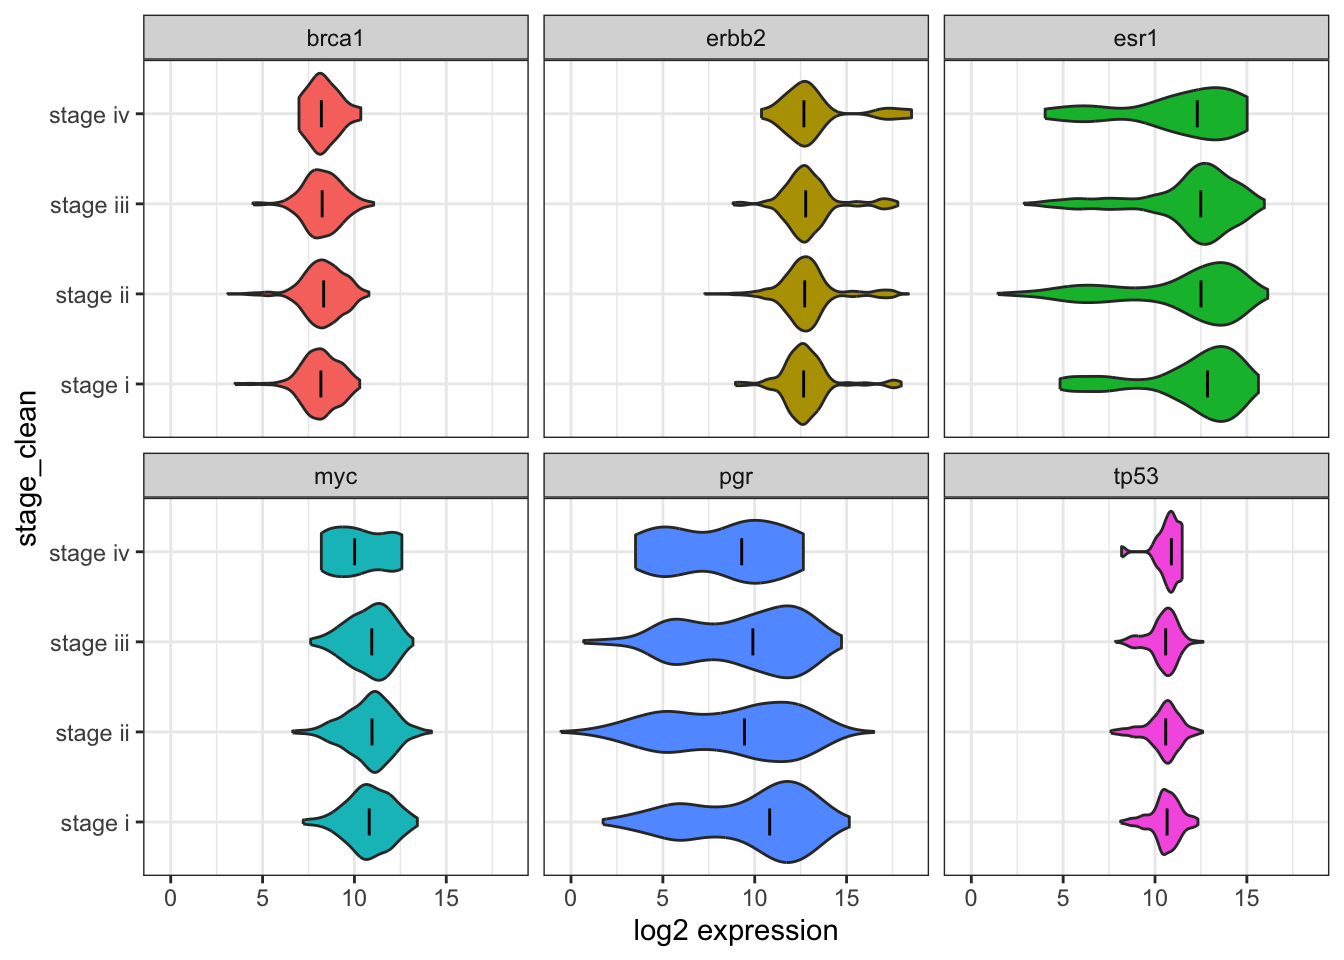 brca1 erbb2 esr1
stage iv
stage iii
stage ii
stage i
stage_clean
myc pgr tp53
stage iv
stage iii
stage ii
stage i
0 5 10 15 0 5 10 15 0 5 10 15
log2 expression